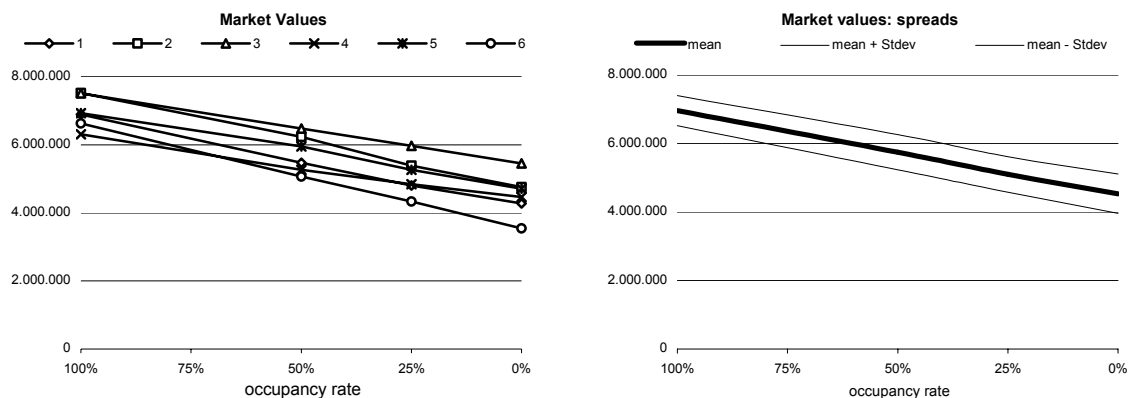 Market Values
1 2 3 4 5 6
8.000.000
6.000.000
4.000.000
2.000.000
0
100% 75% 50% 25% 0%
occupancy rate
Market values: spreads
mean mean + Stdev mean - Stdev
8.000.000
6.000.000
4.000.000
2.000.000
0
100% 75% 50% 25% 0%
occupancy rate